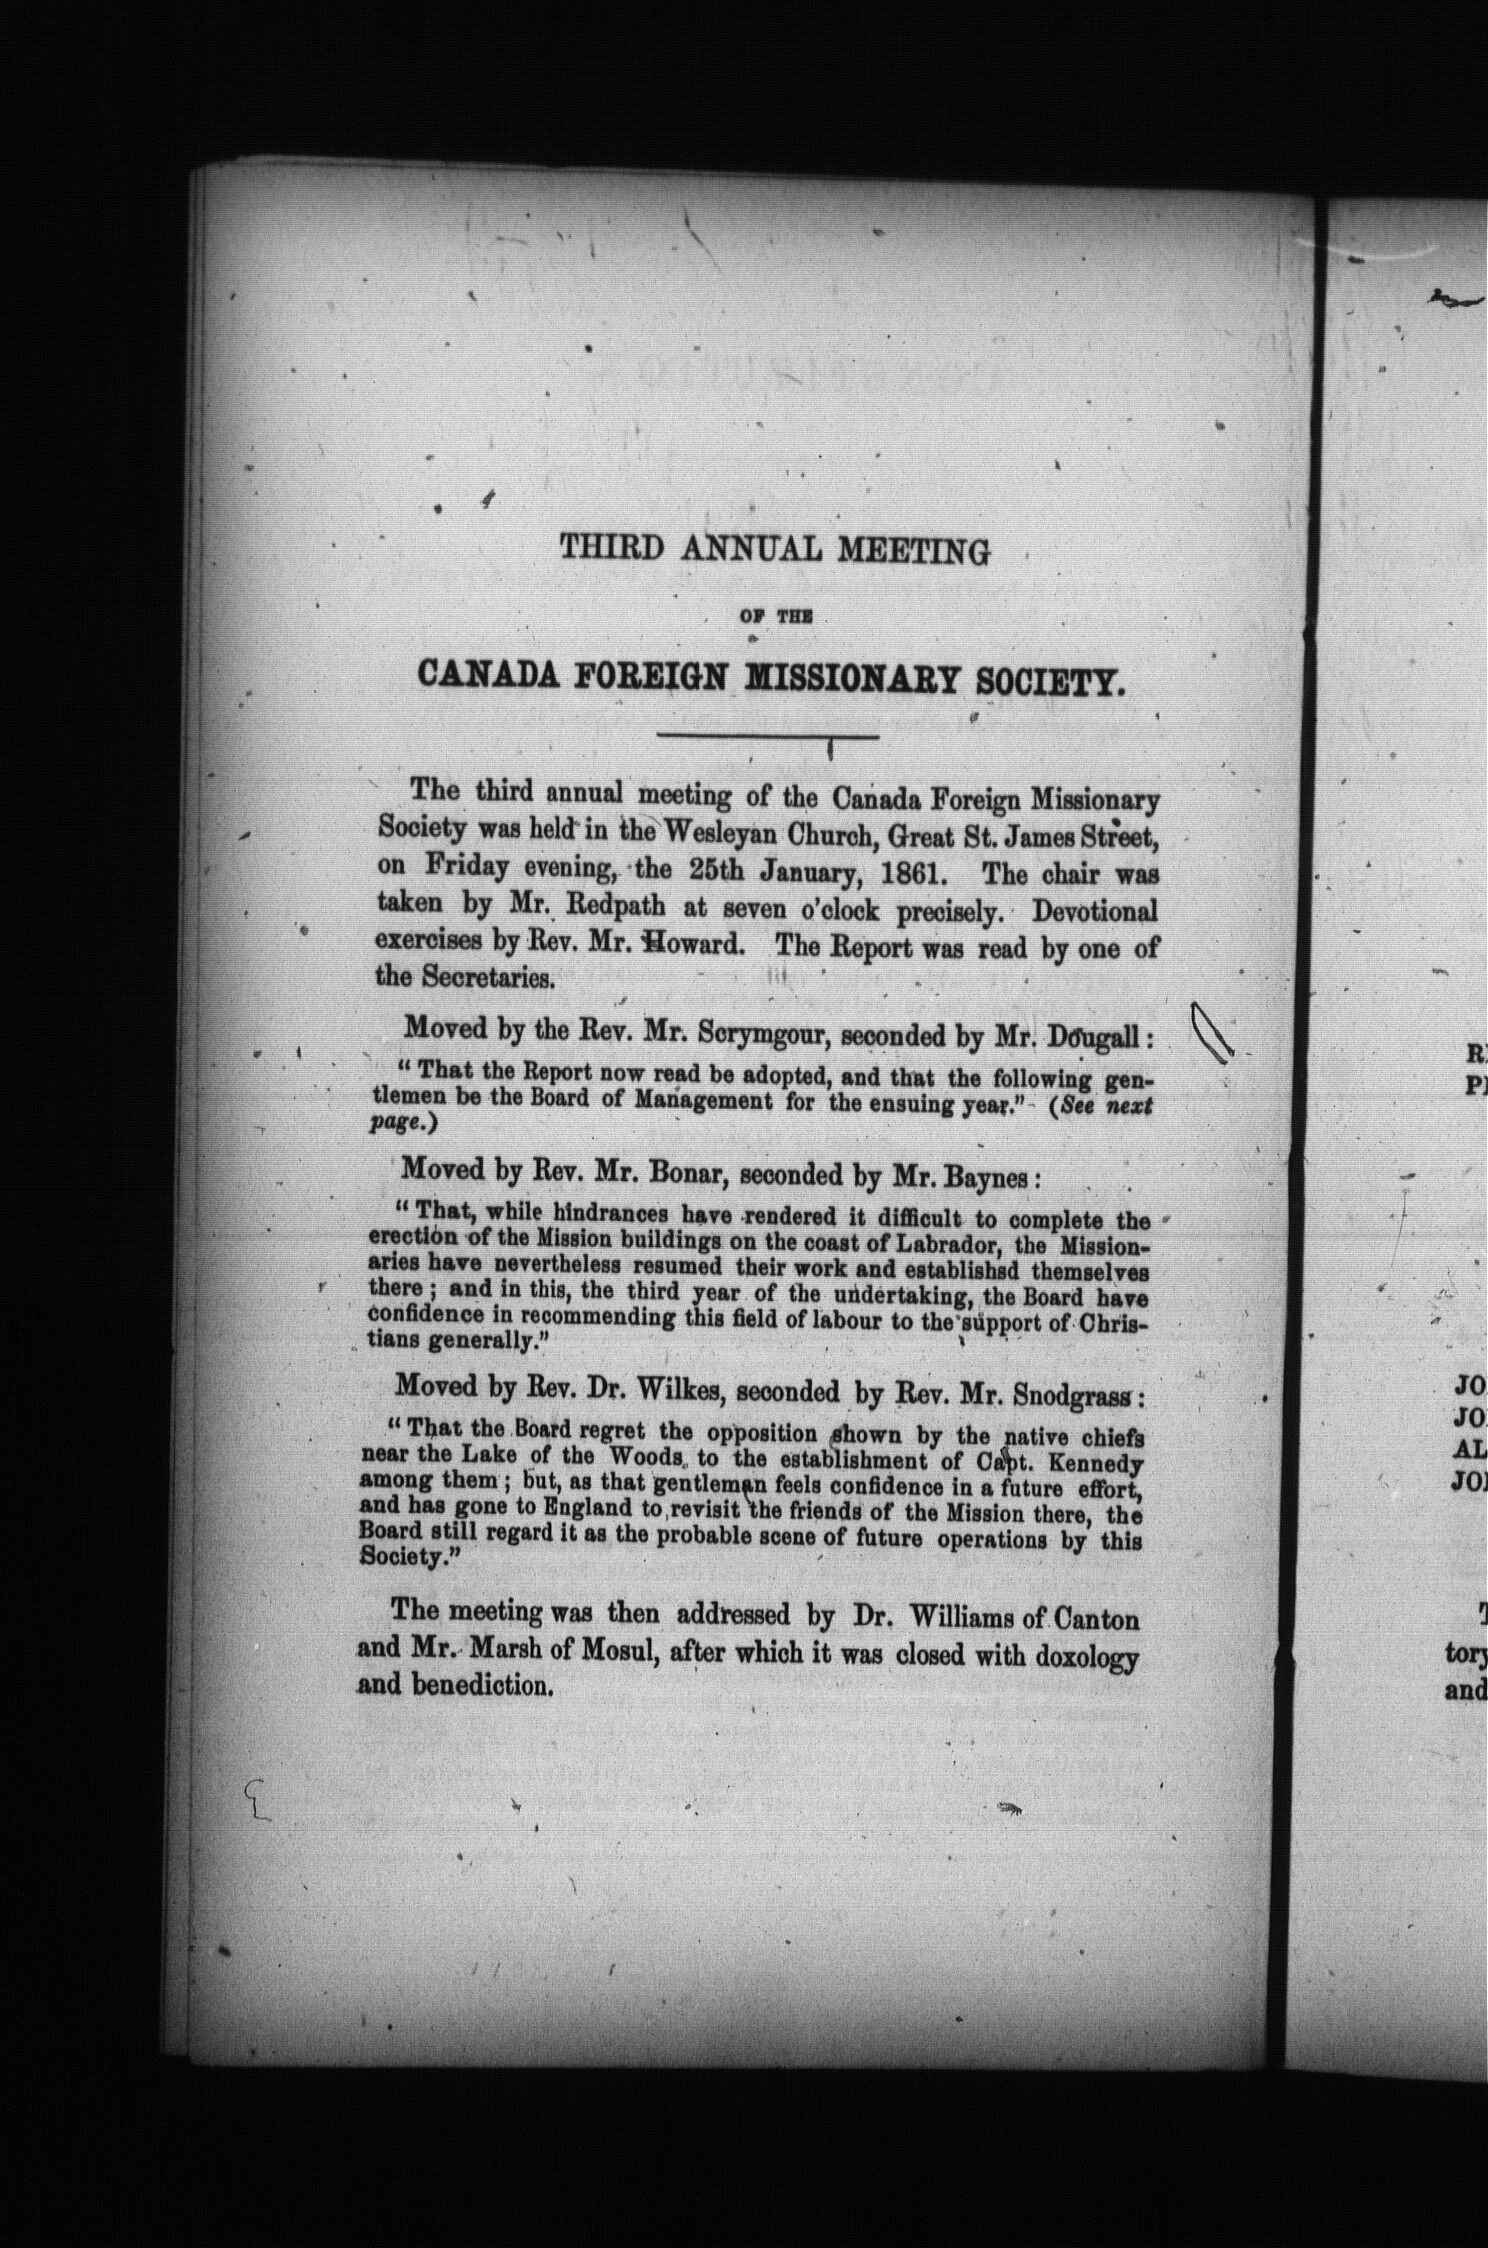 THIRD ANNUAL MEETING
OF THE
CANADA FOREIGN MISSIONARY SOCIETY.
The third annual meeting of the Canada Foreign Missionary
Society was held in the Wesleyan Church, Great St. James Street,
on Friday evening, the 25th January, 1861. The chair was
taken by Mr. Redpath at seven o'clock precisely. Devotional
exercises by Rev. Mr. Howard. The Report was read by one of
the Secretaries.
Moved by the Rev. Mr. Scrymgour, seconded by Mr. Dougall :
" That the Report now read be adopted, and that the following gen-
tlemen be the Board of Management for the ensuing year." (See next
page.)
Moved by Rev. Mr. Bonar, seconded by Mr. Baynes :
" That, while hindrances have rendered it difficult to complete the
erection of the Mission buildings on the coast of Labrador, the Mission-
aries have nevertheless resumed their work and establishsd themselves
there ; and in this, the third year of the undertaking, the Board have
confidence in recommending this field of labour to the support of Chris-
tians generally."
Moved by Rev. Dr. Wilkes, seconded by Rev. Mr. Snodgrass :
" That the Board regret the opposition shown by the native chiefs
near the Lake of the Woods to the establishment of Capt. Kennedy
among them ; but, as that gentleman feels confidence in a future effort,
and has gone to England to revisit the friends of the Mission there, the
Board still regard it as the probable scene of future operations by this
Society."
The meeting was then addressed by Dr. Williams of Canton
and Mr. Marsh of Mosul, after which it was closed with doxology
and benediction.
JO
JO
AL
tory
and